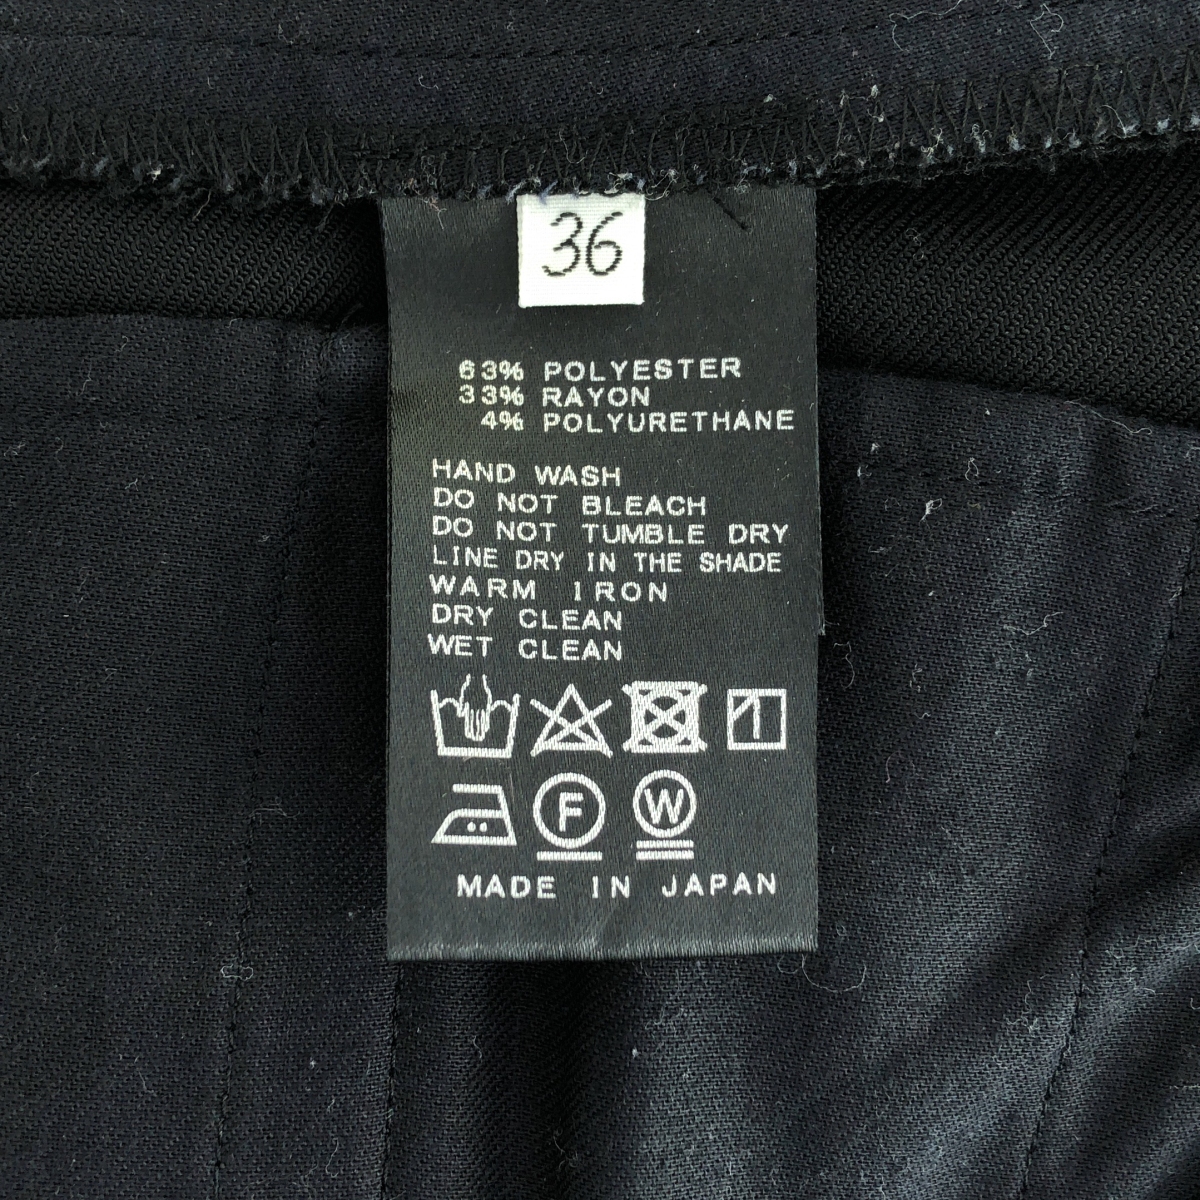 36
63% POLYESTER
33% RAYON
4% POLYURETHANE
HAND WASH
DO NOT BLEACH
DO NOT TUMBLE DRY
LINE DRY IN THE SHADE
WARM IRON
DRY CLEAN
WET CLEAN
F W
MADE IN JAPAN